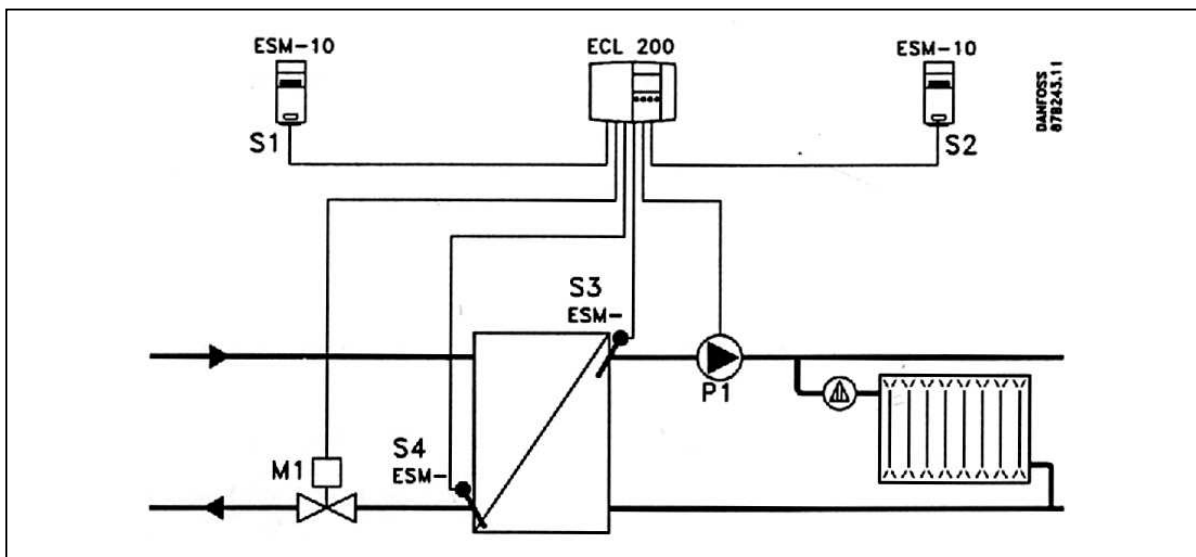 ESM-10
ECL 200
ESM-10
S1
S2
DANFOSS
87B243.11
S3
ESM-
P1
S4
ESM-
M1